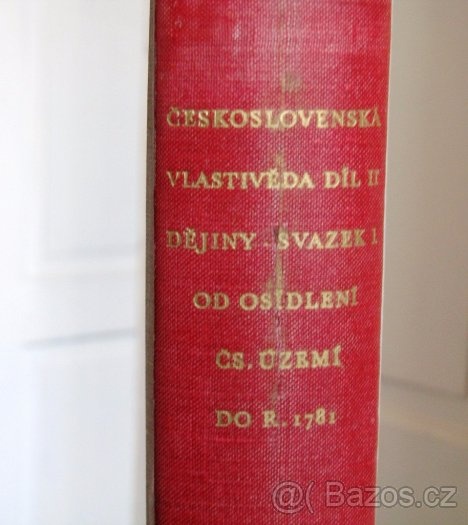 ČESKOSLOVENSKÁ
VLASTIVĚDA DÍL II
DĚJINY - SVAZEK I.
OD OSÍDLENÍ
ČS. ÚZEMÍ
DO R. 1781
@( Bazos.cz